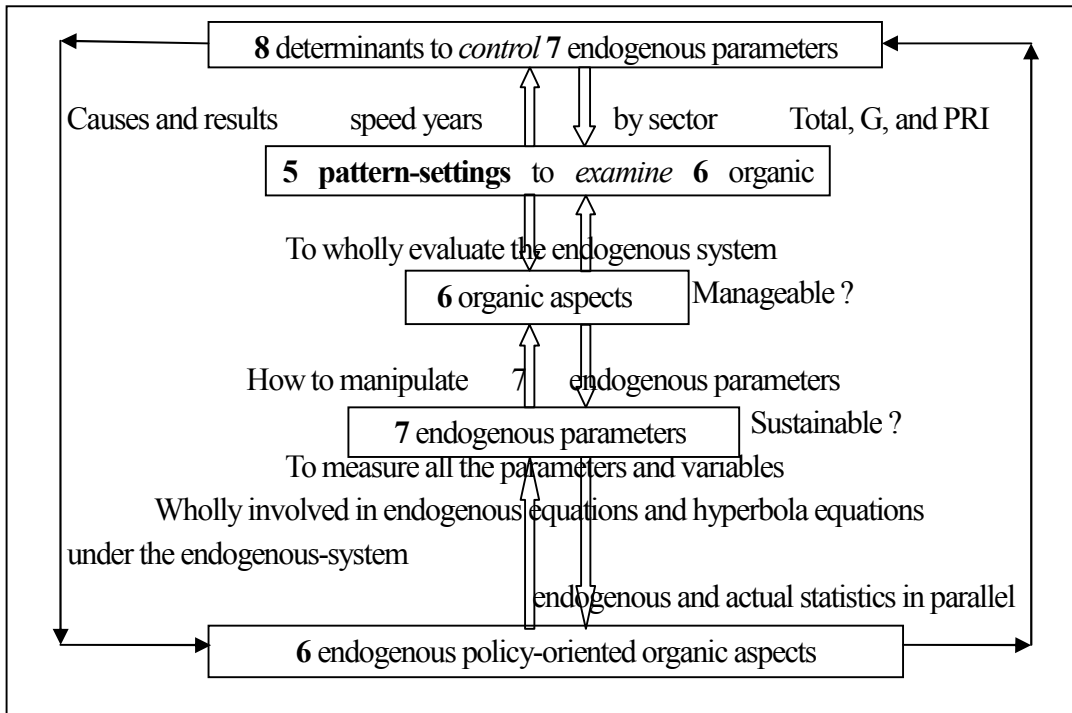 8 determinants to control 7 endogenous parameters
Causes and results speed years by sector Total, G, and PRI
5 pattern-settings to examine 6 organic
To wholly evaluate the endogenous system
6 organic aspects Manageable ?
How to manipulate 7 endogenous parameters
7 endogenous parameters Sustainable ?
To measure all the parameters and variables
Wholly involved in endogenous equations and hyperbola equations
under the endogenous-system
endogenous and actual statistics in parallel
6 endogenous policy-oriented organic aspects